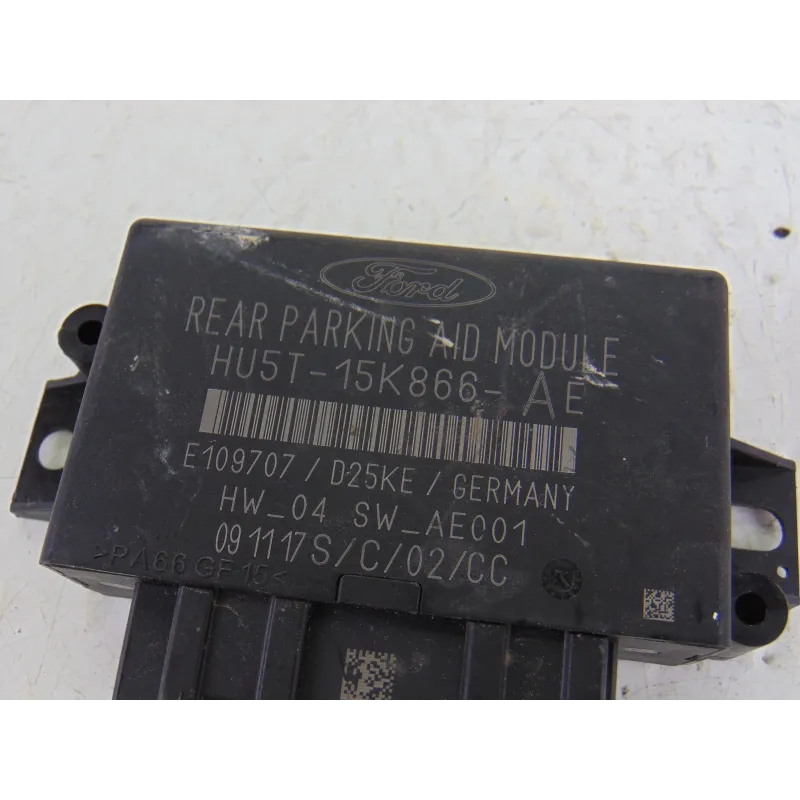 Ford
REAR PARKING AID MODULE
HU5T-15K866-AE
E109707/D25KE/GERMANY
HW_04 SW_AE001
091117S/C/02/CC
>PA66 GF15<